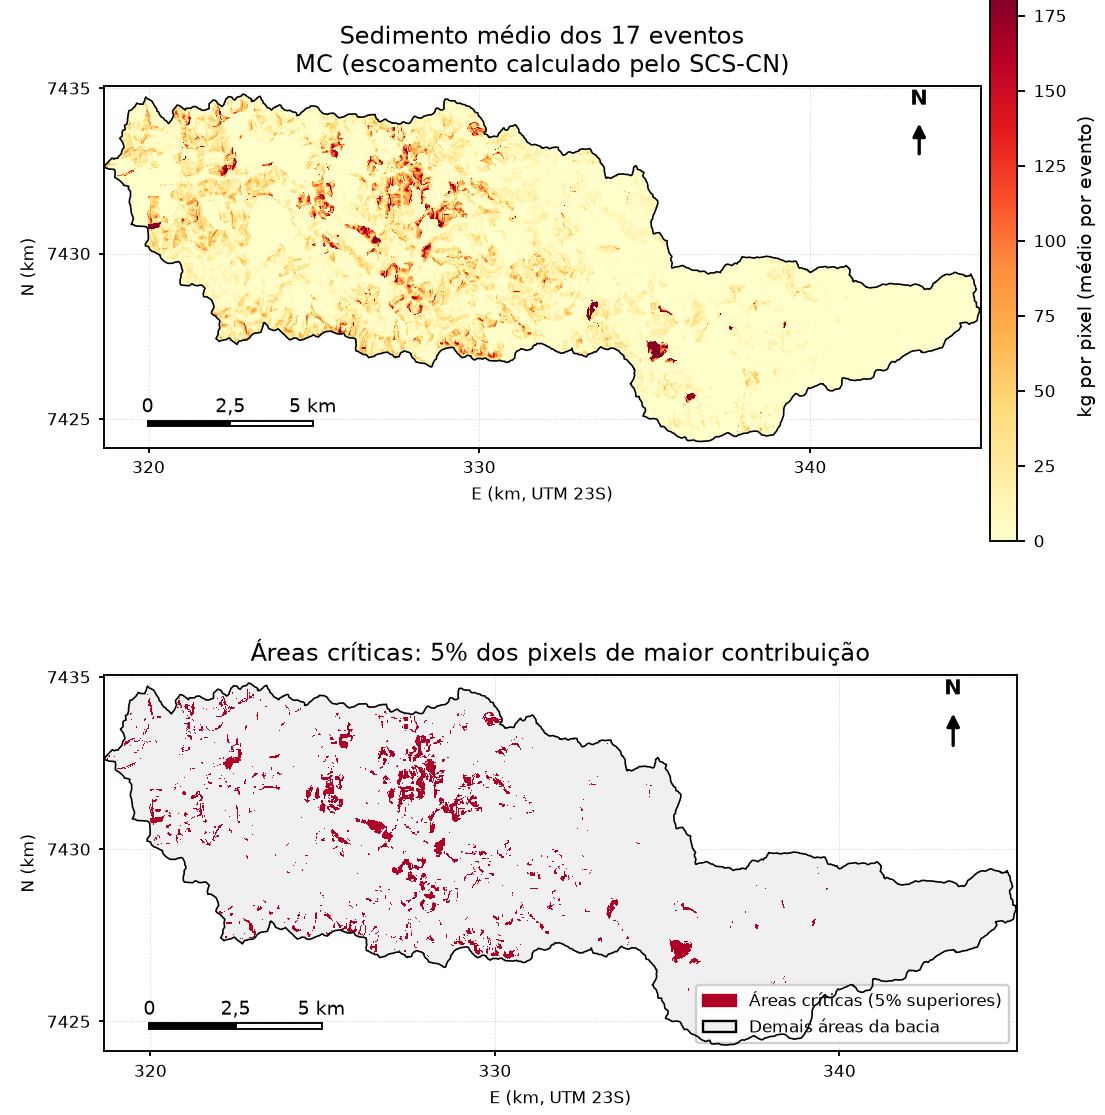 Sedimento médio dos 17 eventos
MC (escoamento calculado pelo SCS-CN)
N
7435
7430
7425
N (km)
0 2,5 5 km
320 330 340
E (km, UTM 23S)
175
150
125
100
75
50
25
0
kg por pixel (médio por evento)
Áreas críticas: 5% dos pixels de maior contribuição
N
7435
7430
7425
N (km)
0 2,5 5 km
Áreas críticas (5% superiores)
Demais áreas da bacia
320 330 340
E (km, UTM 23S)